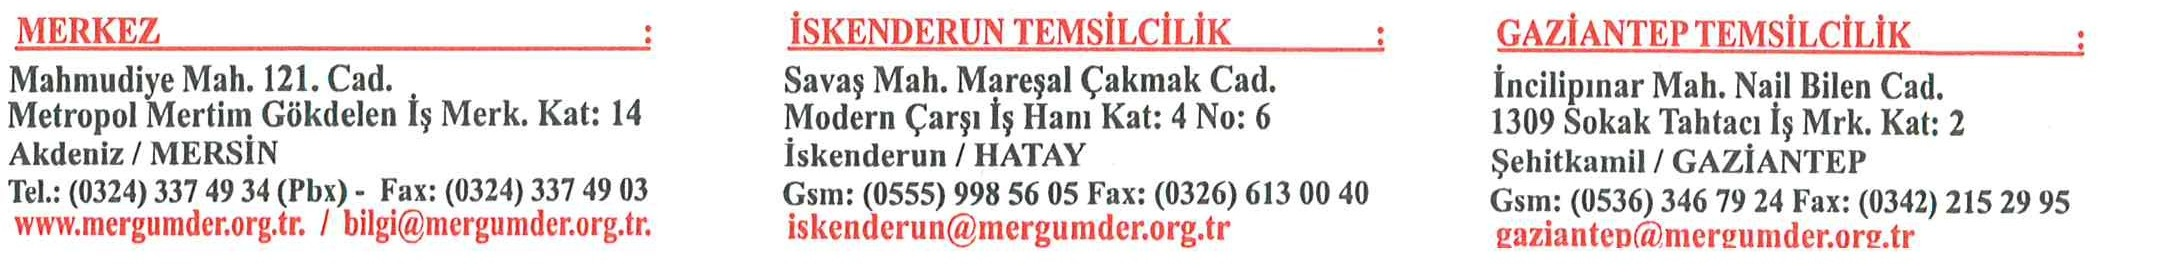 MERKEZ :
Mahmudiye Mah. 121. Cad.
Metropol Mertim Gökdelen İş Merk. Kat: 14
Akdeniz / MERSİN
Tel.: (0324) 337 49 34 (Pbx) - Fax: (0324) 337 49 03
www.mergumder.org.tr. / bilgi@mergumder.org.tr.
İSKENDERUN TEMSİLCİLİK :
Savaş Mah. Mareşal Çakmak Cad.
Modern Çarşı İş Hanı Kat: 4 No: 6
İskenderun / HATAY
Gsm: (0555) 998 56 05 Fax: (0326) 613 00 40
iskenderun@mergumder.org.tr
GAZİANTEP TEMSİLCİLİK :
İncilipınar Mah. Nail Bilen Cad.
1309 Sokak Tahtacı İş Mrk. Kat: 2
Şehitkamil / GAZİANTEP
Gsm: (0536) 346 79 24 Fax: (0342) 215 29 95
gaziantep@mergumder.org.tr